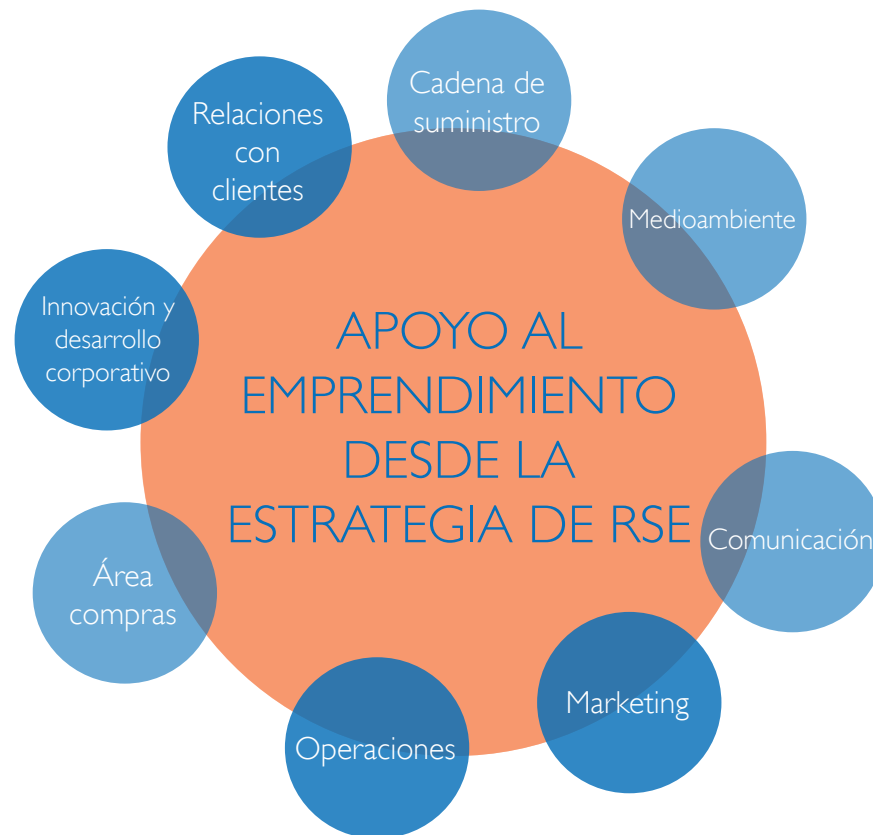 Cadena de
suministro
Relaciones
con
clientes
Medioambiente
Innovación y
desarrollo
corporativo
APOYO AL
EMPRENDIMIENTO
DESDE LA
ESTRATEGIA DE RSE
Comunicación
Área
compras
Marketing
Operaciones